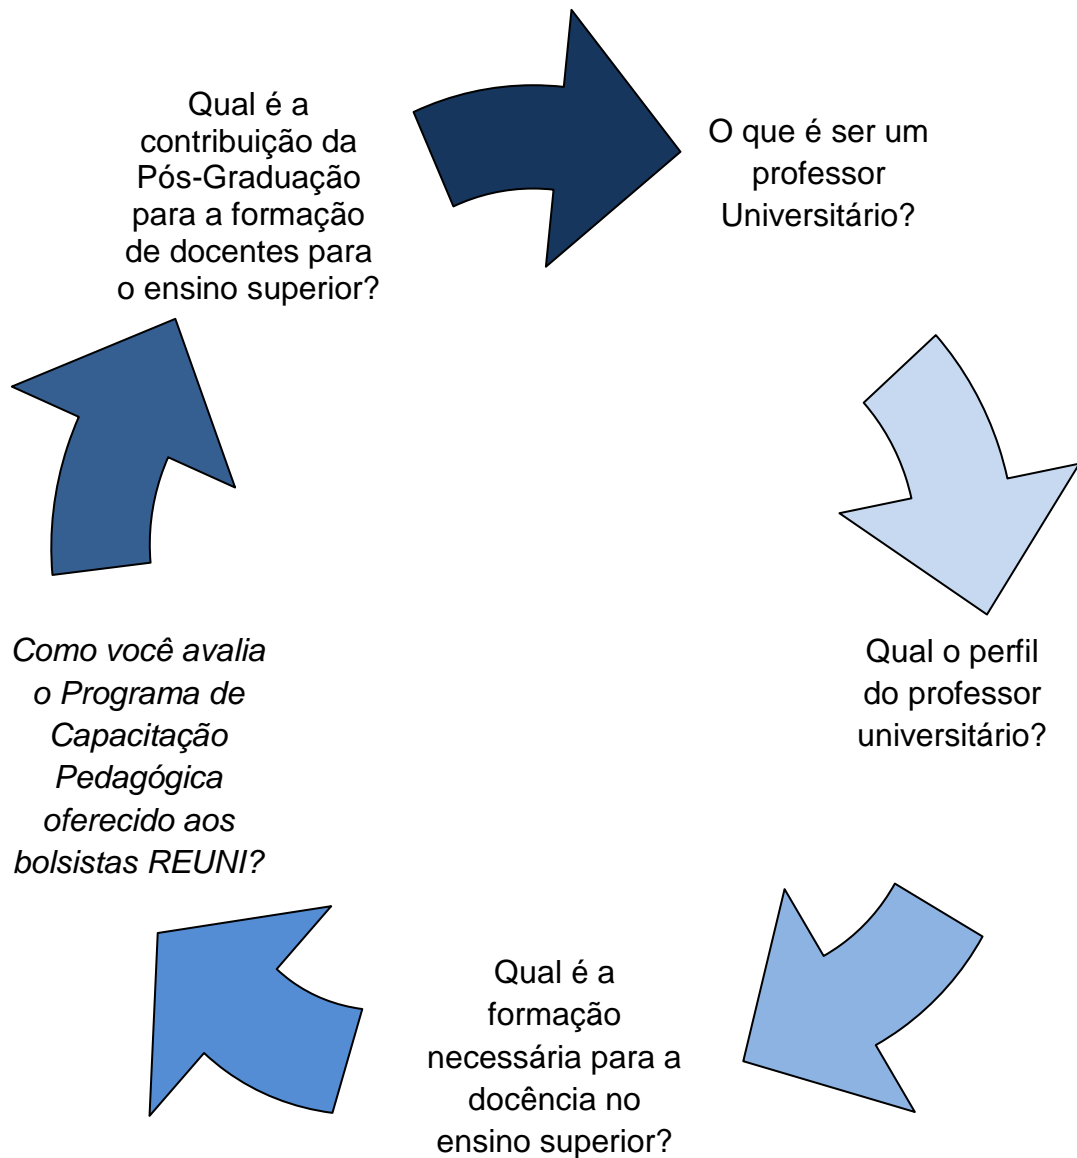 Qual é a
contribuição da
Pós-Graduação
para a formação
de docentes para
o ensino superior?
O que é ser um
professor
Universitário?
Qual o perfil
do professor
universitário?
Qual é a
formação
necessária para a
docência no
ensino superior?
Como você avalia
o Programa de
Capacitação
Pedagógica
oferecido aos
bolsistas REUNI?